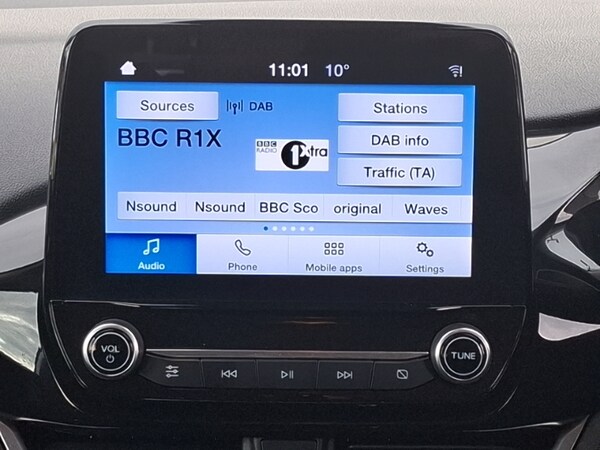 11:01 10°
Sources DAB Stations
BBC R1X
BBC RADIO 1Xtra
DAB info
Traffic (TA)
Nsound Nsound BBC Sco original Waves
Audio Phone Mobile apps Settings
VOL TUNE